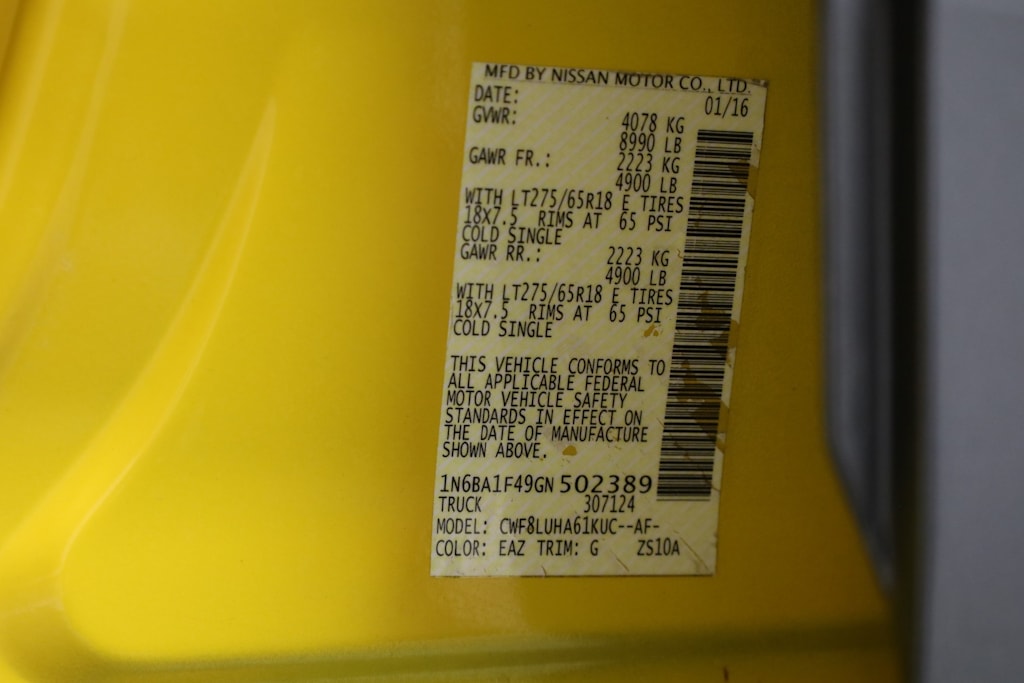 MFD BY NISSAN MOTOR CO., LTD.
DATE: 01/16
GVWR: 4078 KG
8990 LB
GAWR FR.: 2223 KG
4900 LB
WITH LT275/65R18 E TIRES
18X7.5 RIMS AT 65 PSI
COLD SINGLE
GAWR RR.: 2223 KG
4900 LB
WITH LT275/65R18 E TIRES
18X7.5 RIMS AT 65 PSI
COLD SINGLE
THIS VEHICLE CONFORMS TO
ALL APPLICABLE FEDERAL
MOTOR VEHICLE SAFETY
STANDARDS IN EFFECT ON
THE DATE OF MANUFACTURE
SHOWN ABOVE.
1N6BA1F49GN502389
TRUCK 307124
MODEL: CWF8LUHA61KUC--AF-
COLOR: EAZ TRIM: G ZS10A